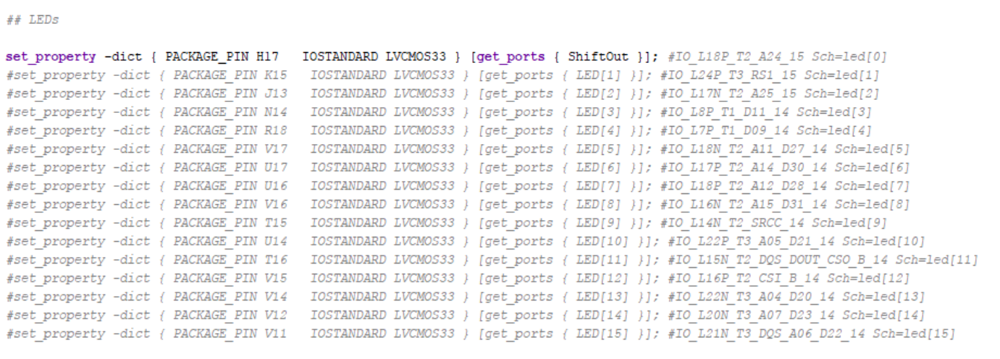 ## LEDs
set_property -dict { PACKAGE_PIN H17   IOSTANDARD LVCMOS33 } [get_ports { ShiftOut }]; #IO_L18P_T2_A24_15 Sch=led[0]
#set_property -dict { PACKAGE_PIN K15   IOSTANDARD LVCMOS33 } [get_ports { LED[1] }]; #IO_L24P_T3_RS1_15 Sch=led[1]
#set_property -dict { PACKAGE_PIN J13   IOSTANDARD LVCMOS33 } [get_ports { LED[2] }]; #IO_L17N_T2_A25_15 Sch=led[2]
#set_property -dict { PACKAGE_PIN N14   IOSTANDARD LVCMOS33 } [get_ports { LED[3] }]; #IO_L8P_T1_D11_14 Sch=led[3]
#set_property -dict { PACKAGE_PIN R18   IOSTANDARD LVCMOS33 } [get_ports { LED[4] }]; #IO_L7P_T1_D09_14 Sch=led[4]
#set_property -dict { PACKAGE_PIN V17   IOSTANDARD LVCMOS33 } [get_ports { LED[5] }]; #IO_L18N_T2_A11_D27_14 Sch=led[5]
#set_property -dict { PACKAGE_PIN U17   IOSTANDARD LVCMOS33 } [get_ports { LED[6] }]; #IO_L17P_T2_A14_D30_14 Sch=led[6]
#set_property -dict { PACKAGE_PIN U16   IOSTANDARD LVCMOS33 } [get_ports { LED[7] }]; #IO_L18P_T2_A12_D28_14 Sch=led[7]
#set_property -dict { PACKAGE_PIN V16   IOSTANDARD LVCMOS33 } [get_ports { LED[8] }]; #IO_L16N_T2_A15_D31_14 Sch=led[8]
#set_property -dict { PACKAGE_PIN T15   IOSTANDARD LVCMOS33 } [get_ports { LED[9] }]; #IO_L14N_T2_SRCC_14 Sch=led[9]
#set_property -dict { PACKAGE_PIN U14   IOSTANDARD LVCMOS33 } [get_ports { LED[10] }]; #IO_L22P_T3_A05_D21_14 Sch=led[10]
#set_property -dict { PACKAGE_PIN T16   IOSTANDARD LVCMOS33 } [get_ports { LED[11] }]; #IO_L15N_T2_DQS_DOUT_CSO_B_14 Sch=led[11]
#set_property -dict { PACKAGE_PIN V15   IOSTANDARD LVCMOS33 } [get_ports { LED[12] }]; #IO_L16P_T2_CSI_B_14 Sch=led[12]
#set_property -dict { PACKAGE_PIN V14   IOSTANDARD LVCMOS33 } [get_ports { LED[13] }]; #IO_L22N_T3_A04_D20_14 Sch=led[13]
#set_property -dict { PACKAGE_PIN V12   IOSTANDARD LVCMOS33 } [get_ports { LED[14] }]; #IO_L20N_T3_A07_D23_14 Sch=led[14]
#set_property -dict { PACKAGE_PIN V11   IOSTANDARD LVCMOS33 } [get_ports { LED[15] }]; #IO_L21N_T3_DQS_A06_D22_14 Sch=led[15]